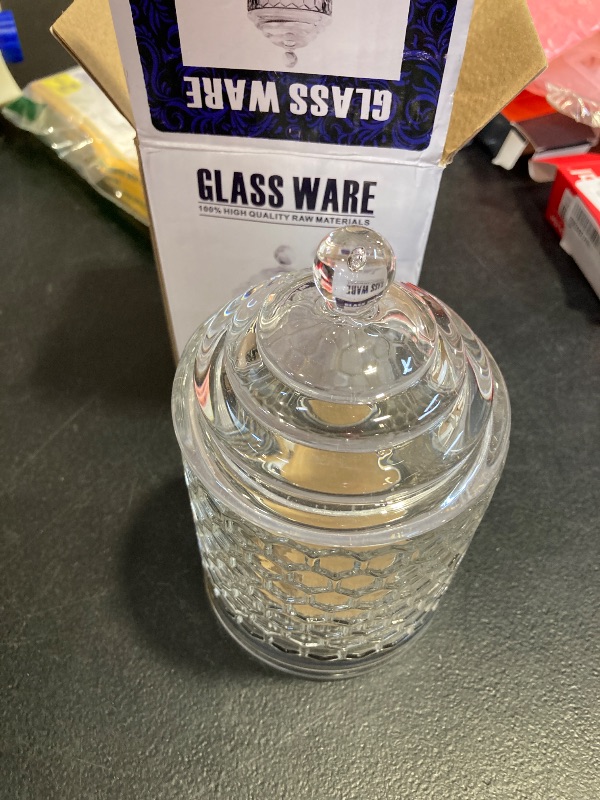 GLASS WARE
GLASS WARE
100% HIGH QUALITY RAW MATERIALS